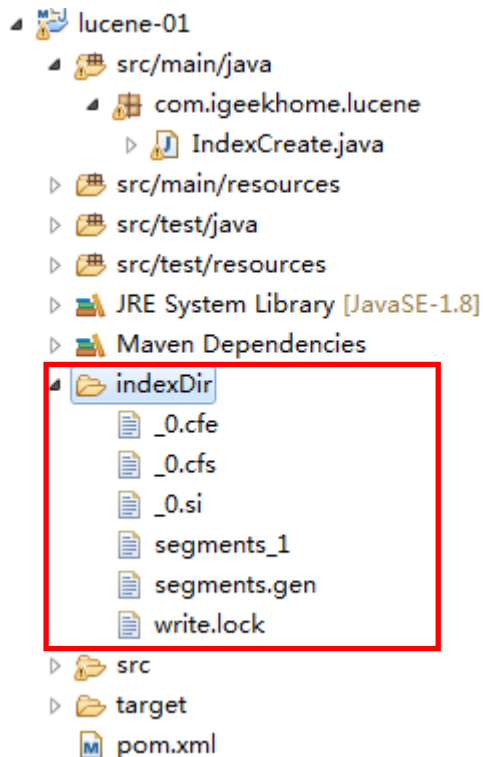 lucene-01
src/main/java
com.igeekhome.lucene
IndexCreate.java
src/main/resources
src/test/java
src/test/resources
JRE System Library [JavaSE-1.8]
Maven Dependencies
indexDir
_0.cfe
_0.cfs
_0.si
segments_1
segments.gen
write.lock
src
target
pom.xml